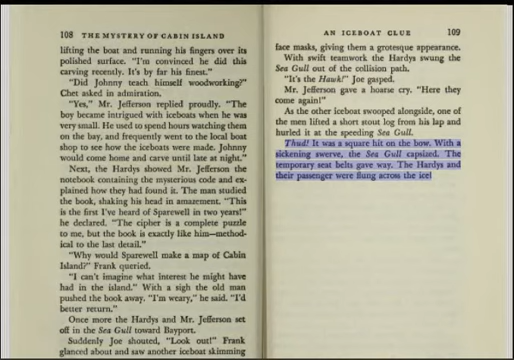 108 THE MYSTERY OF CABIN ISLAND
lifting the boat and running his fingers over its
polished surface. "I'm convinced he did this
carving recently. It's by far his finest."
"Did Johnny teach himself woodworking?"
Chet asked in admiration.
"Yes," Mr. Jefferson replied proudly. "The
boy became intrigued with iceboats when he was
very small. He used to spend hours watching them
on the bay, and frequently went to the local boat
shop to see how the iceboats were made. Johnny
would come home and carve until late at night."
Next, the Hardys showed Mr. Jefferson the
notebook containing the mysterious code and ex-
plained how they had found it. The man studied
the book, shaking his head in amazement. "This
is the first I've heard of Sparewell in two years!"
he declared. "The cipher is a complete puzzle
to me, but the book is exactly like him—method-
ical to the last detail."
"Why would Sparewell make a map of Cabin
Island?" Frank queried.
"I can't imagine what interest he might have
had in the island." With a sigh the old man
pushed the book away. "I'm weary," he said. "I'd
better return."
Once more the Hardys and Mr. Jefferson set
off in the Sea Gull toward Bayport.
Suddenly Joe shouted, "Look out!" Frank
glanced about and saw another iceboat skimming
AN ICEBOAT CLUE 109
face masks, giving them a grotesque appearance.
With swift teamwork the Hardys swung the
Sea Gull out of the collision path.
"It's the Hawk!" Joe gasped.
Mr. Jefferson gave a hoarse cry. "Here they
come again!"
As the other iceboat swooped alongside, one of
the men lifted a short stout log from his lap and
hurled it at the speeding Sea Gull.
Thud! It was a square hit on the bow. With a
sickening swerve, the Sea Gull capsized. The
temporary seat belts gave way. The Hardys and
their passenger were flung across the ice!